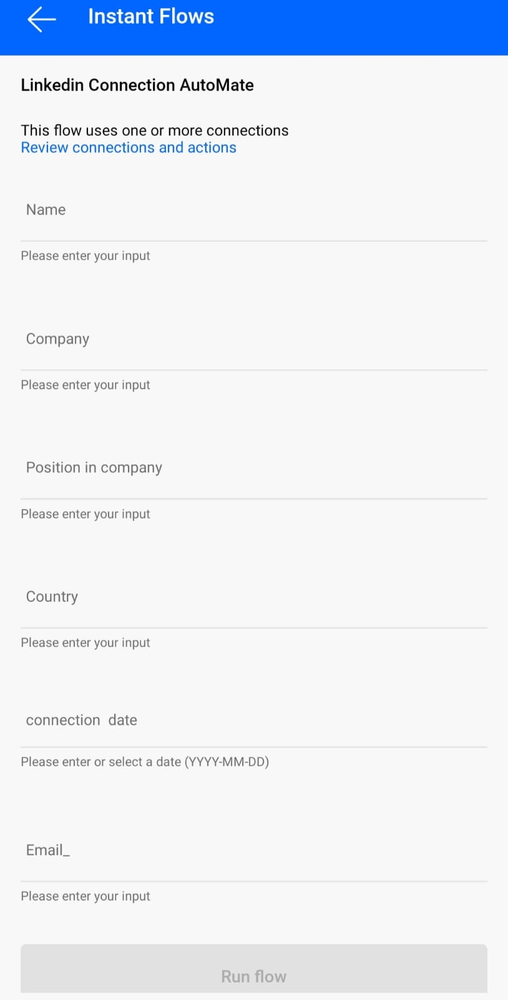 Instant Flows
Linkedin Connection AutoMate
This flow uses one or more connections
Review connections and actions
Name
Please enter your input
Company
Please enter your input
Position in company
Please enter your input
Country
Please enter your input
connection  date
Please enter or select a date (YYYY-MM-DD)
Email_
Please enter your input
Run flow